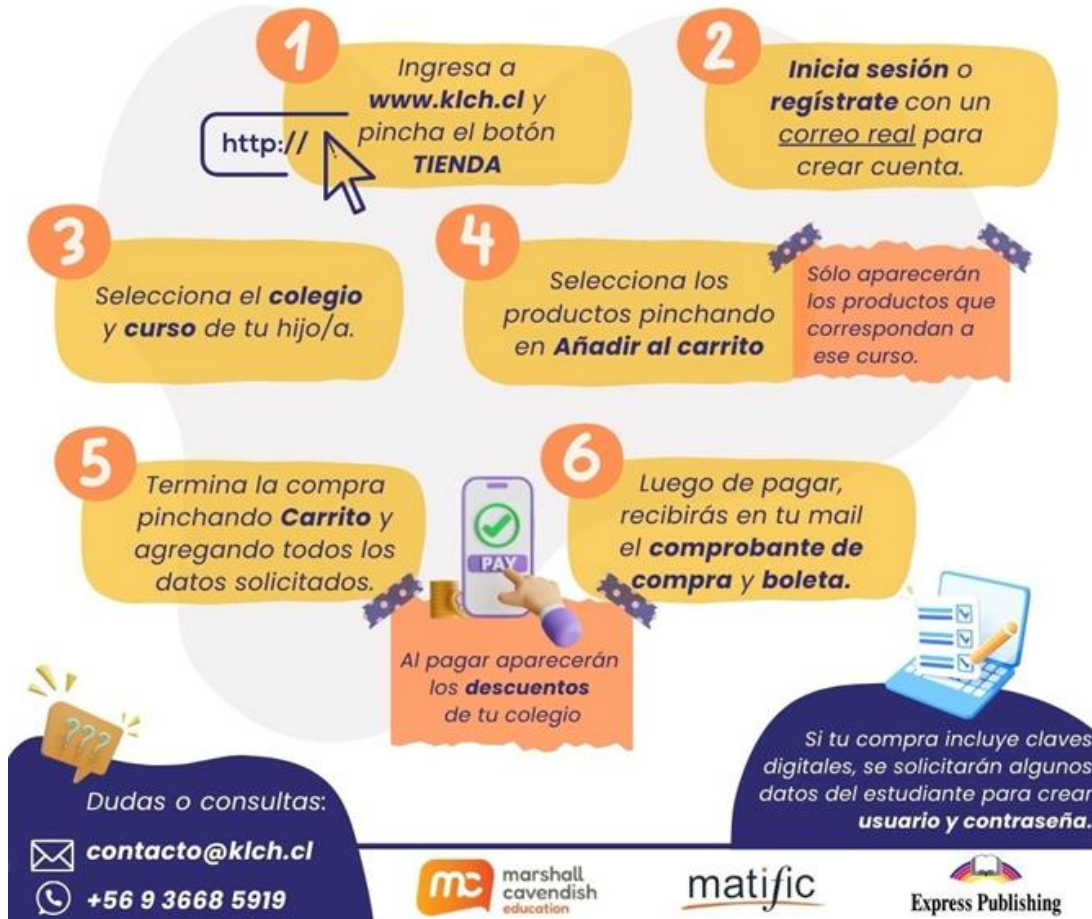 1
Ingresa a
www.klch.cl y
pincha el botón
TIENDA
http://
2
Inicia sesión o
regístrate con un
correo real para
crear cuenta.
3
Selecciona el colegio
y curso de tu hijo/a.
4
Selecciona los
productos pinchando
en Añadir al carrito
Sólo aparecerán
los productos que
correspondan a
ese curso.
5
Termina la compra
pinchando Carrito y
agregando todos los
datos solicitados.
PAY
Al pagar aparecerán
los descuentos
de tu colegio
6
Luego de pagar,
recibirás en tu mail
el comprobante de
compra y boleta.
???
Dudas o consultas:
contacto@klch.cl
+56 9 3668 5919
Si tu compra incluye claves
digitales, se solicitarán algunos
datos del estudiante para crear
usuario y contraseña.
mc
marshall
cavendish
education
matific
Express Publishing